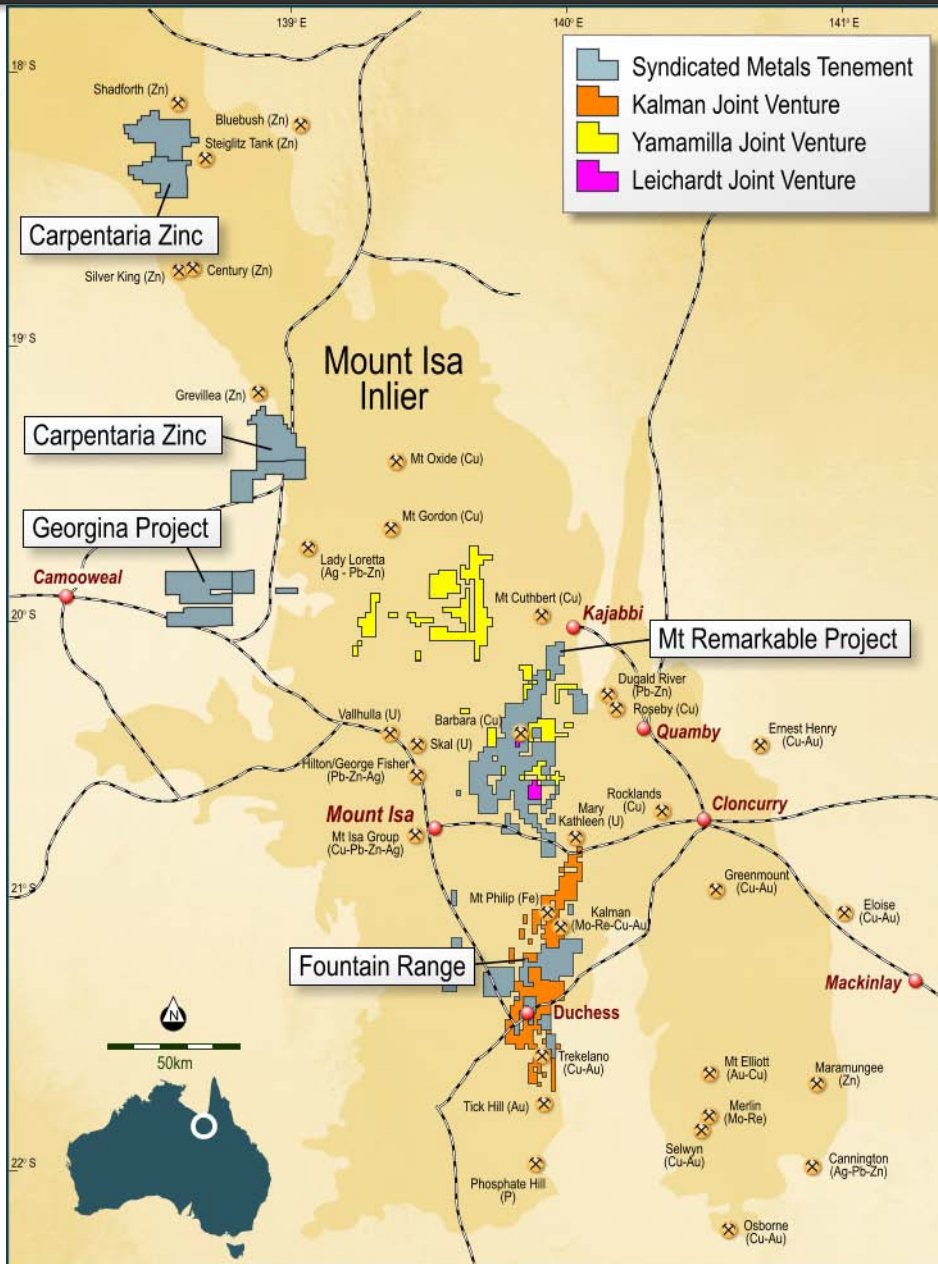 139° E
140° E
141° E
18° S
Syndicated Metals Tenement
Kalman Joint Venture
Yamamilla Joint Venture
Leichardt Joint Venture
Shadforth (Zn)
Bluebush (Zn)
Steiglitz Tank (Zn)
Carpentaria Zinc
Silver King (Zn)
Century (Zn)
19° S
Mount Isa
Inlier
Grevillea (Zn)
Carpentaria Zinc
Mt Oxide (Cu)
Georgina Project
Mt Gordon (Cu)
Lady Loretta
(Ag - Pb-Zn)
Camooweal
20° S
Mt Cuthbert (Cu)
Kajabbi
Mt Remarkable Project
Dugald River
(Pb-Zn)
Roseby (Cu)
Vallhulla (U)
Barbara (Cu)
Skal (U)
Quamby
Ernest Henry
(Cu-Au)
Hilton/George Fisher
(Pb-Zn-Ag)
Mount Isa
Mt Isa Group
(Cu-Pb-Zn-Ag)
Rocklands
(Cu)
Mary
Kathleen (U)
Cloncurry
21° S
Greenmount
(Cu-Au)
Mt Philip (Fe)
Kalman
(Mo-Re-Cu-Au)
Eloise
(Cu-Au)
Fountain Range
Mackinlay
N
Duchess
50km
Trekelano
(Cu-Au)
Mt Elliott
(Au-Cu)
Maramungee
(Zn)
Tick Hill (Au)
Merlin
(Mo-Re)
Selwyn
(Cu-Au)
22° S
Phosphate Hill
(P)
Cannington
(Ag-Pb-Zn)
Osborne
(Cu-Au)